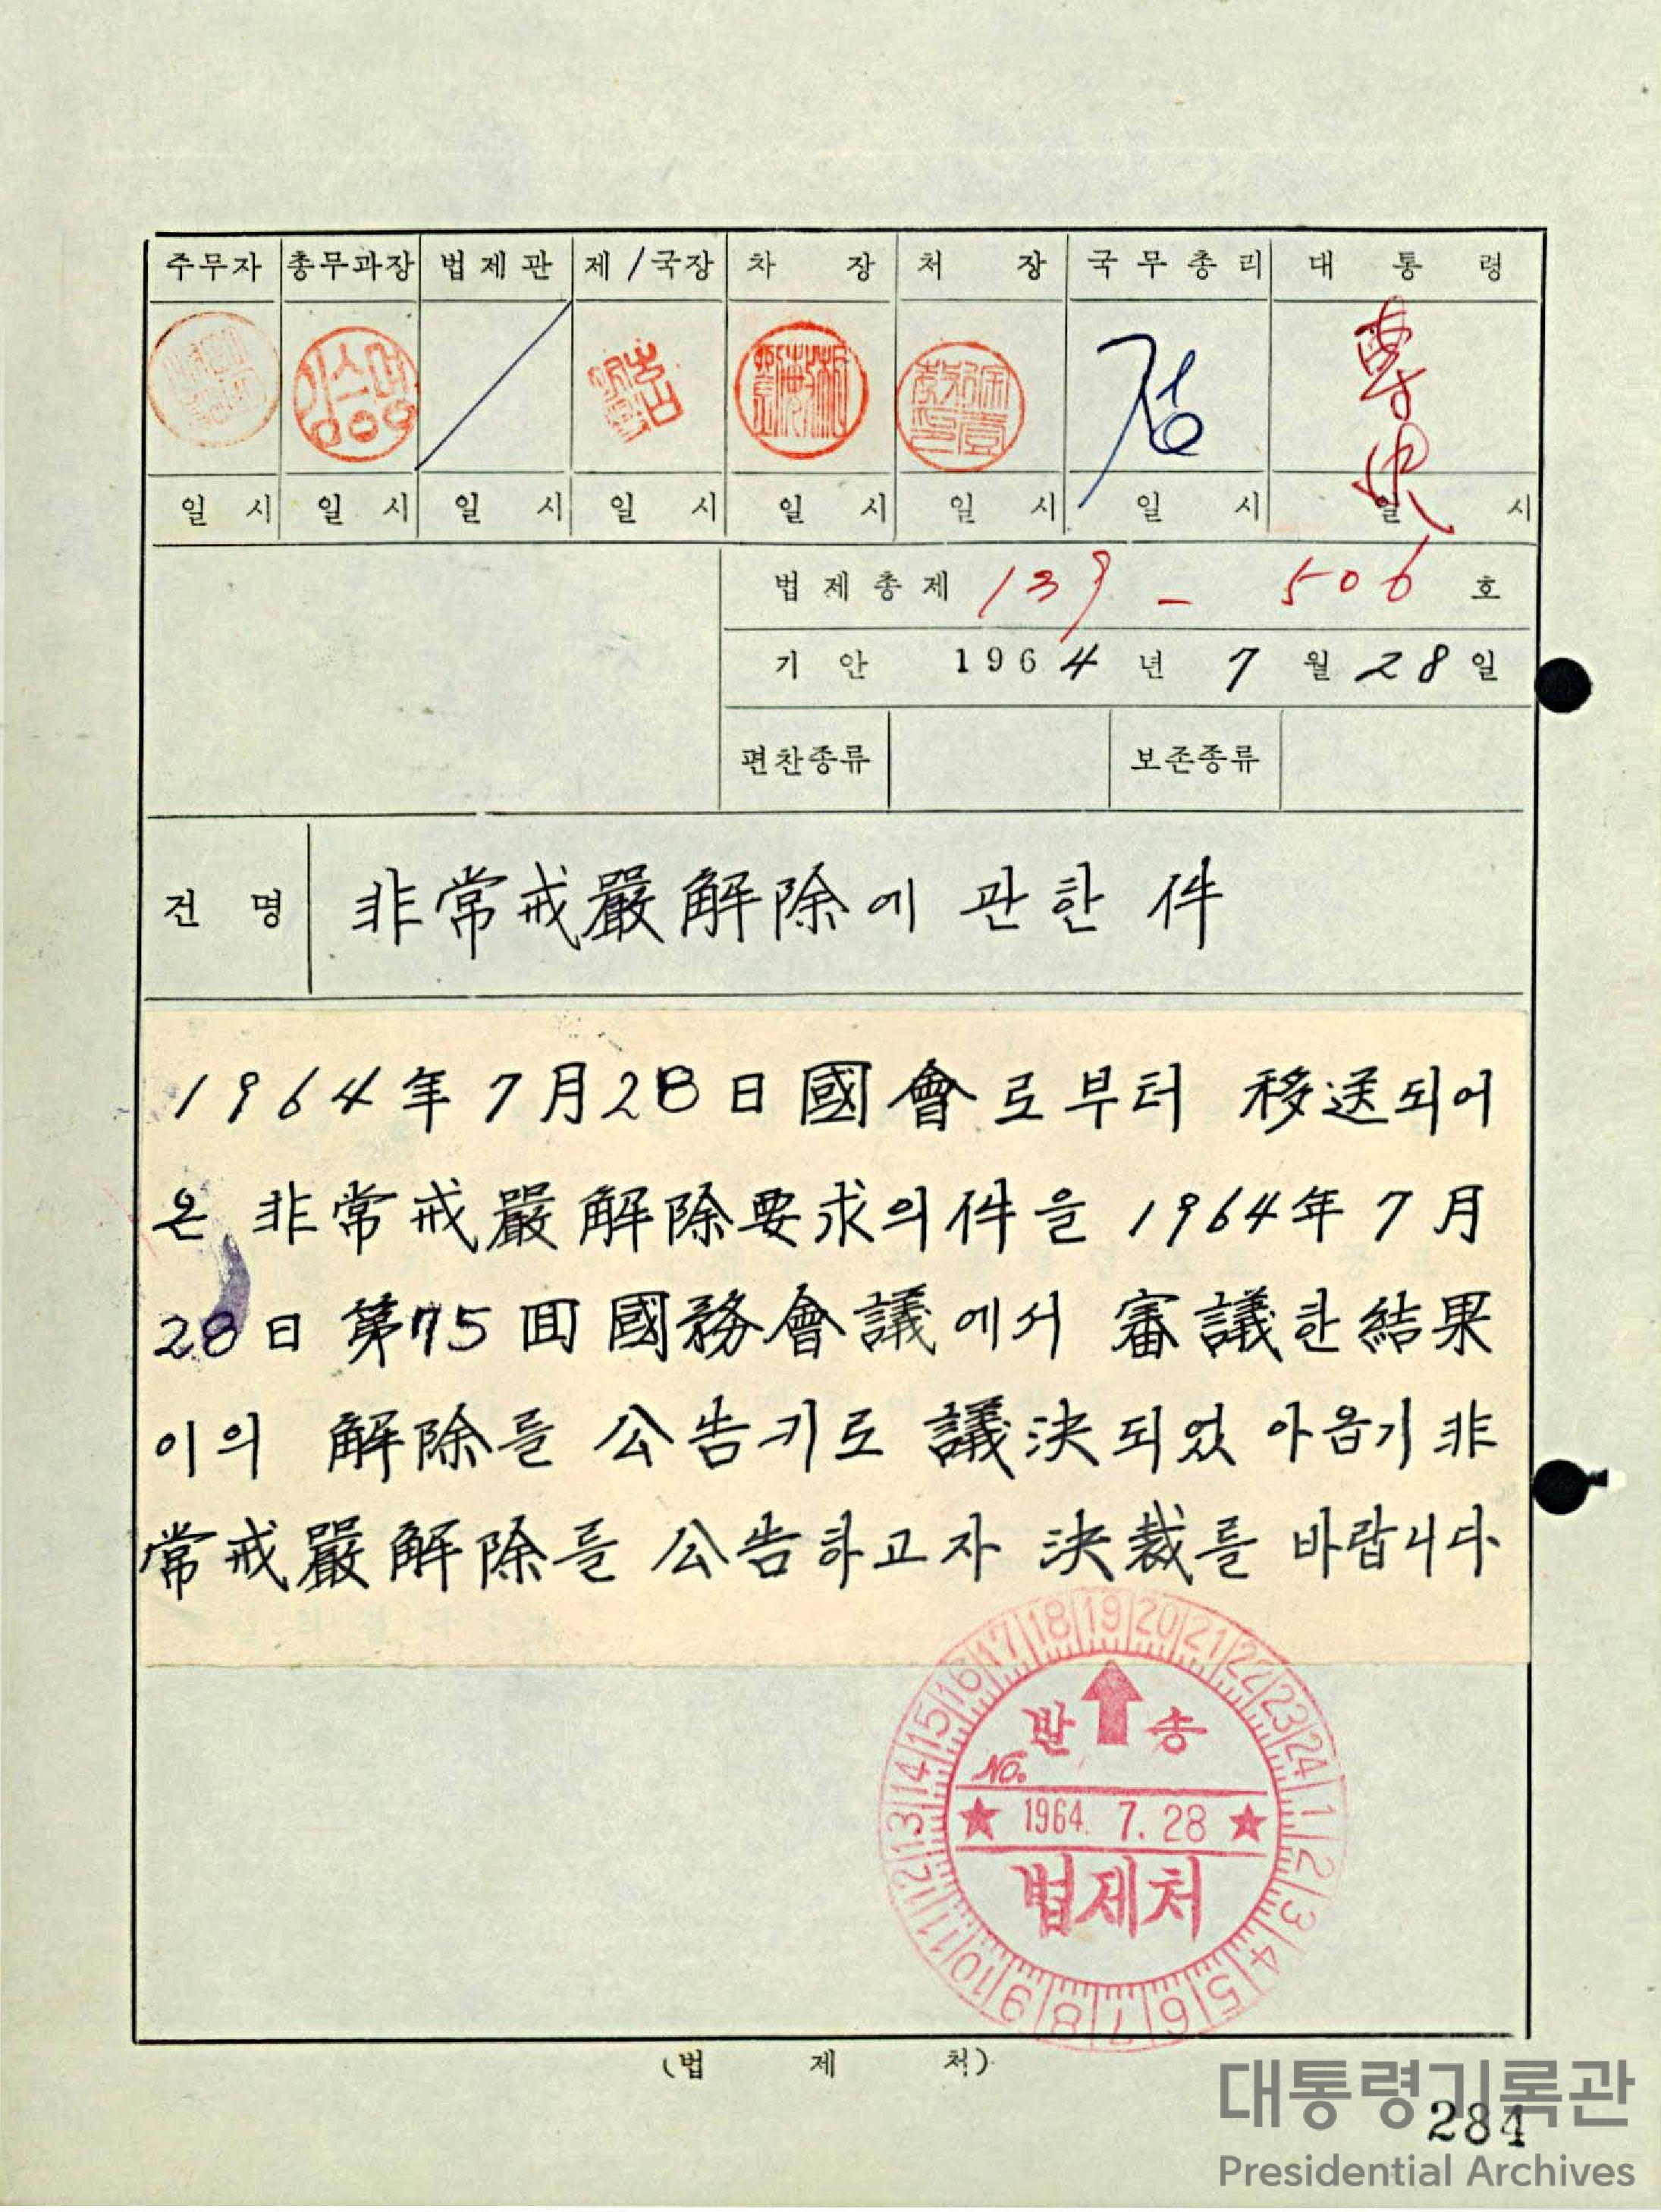 주무자 총무과장 법제관 제/국장 차장 처장 국무총리 대통령
임승명
일시 일시 일시 일시 일시 일시 일시 일시
법제총제 139 - 506 호
기안 1964년 7월 28일
편찬종류 보존종류
건명 非常戒嚴解除에 관한 件
1964年 7月28日 國會로부터 移送되어
온 非常戒嚴解除要求의件을 1964年 7月
28日 第75回 國務會議에서 審議한結果
이의 解除를 公告키로 議決되었아옵기 非
常戒嚴解除를 公告하고자 決裁를 바랍니다
12 13 14 15 16 17 18 19 20 21 22 23 24 1 2 3 4 5 6 7 8 9 10 11
발송
No.
★ 1964. 7. 28 ★
법제처
(법제처)
대통령기록관
284
Presidential Archives